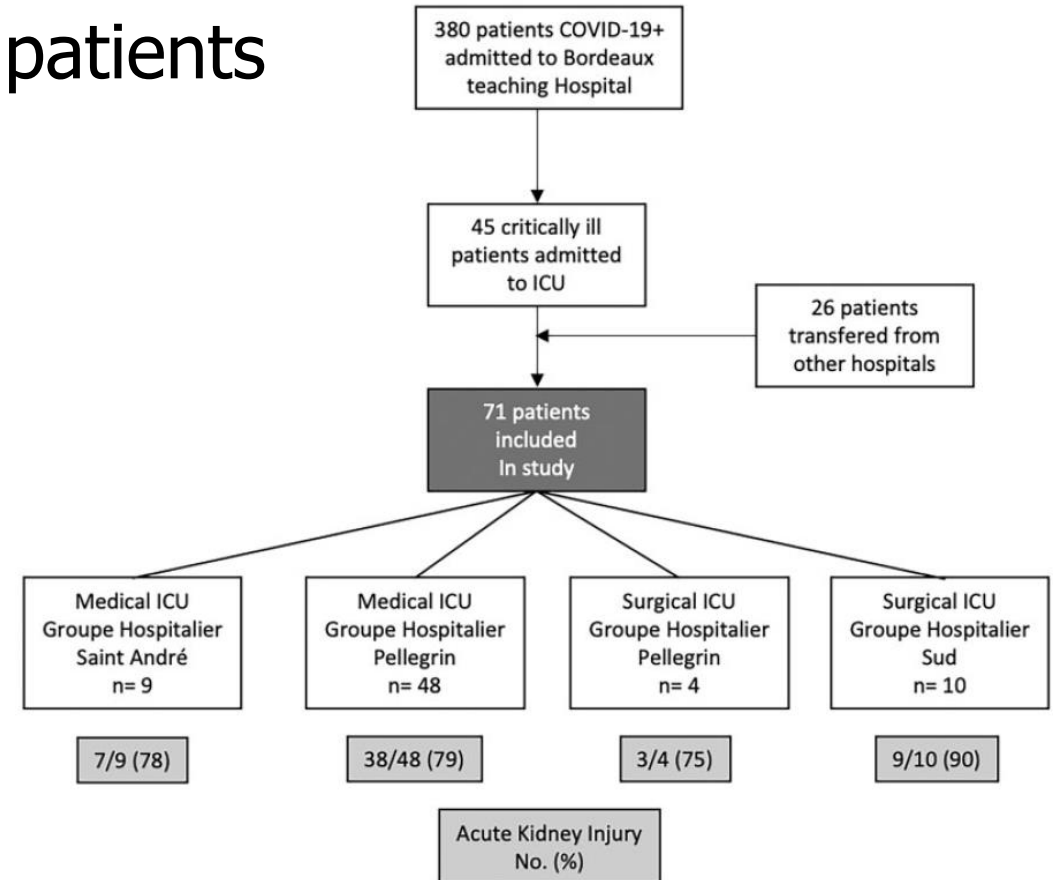 patients
380 patients COVID-19+
admitted to Bordeaux
teaching Hospital
45 critically ill
patients admitted
to ICU
26 patients
transfered from
other hospitals
71 patients
included
In study
Medical ICU
Groupe Hospitalier
Saint André
n= 9
Medical ICU
Groupe Hospitalier
Pellegrin
n= 48
Surgical ICU
Groupe Hospitalier
Pellegrin
n= 4
Surgical ICU
Groupe Hospitalier
Sud
n= 10
7/9 (78)
38/48 (79)
3/4 (75)
9/10 (90)
Acute Kidney Injury
No. (%)